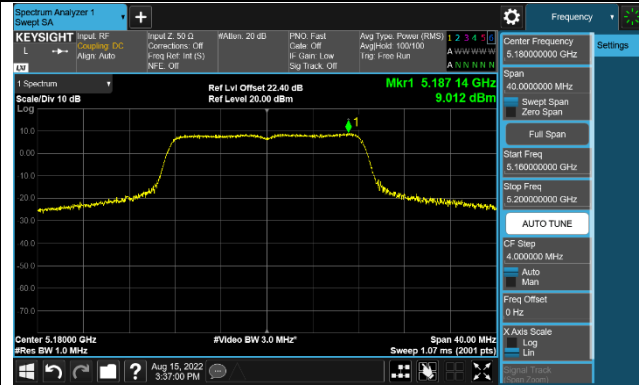 Spectrum Analyzer 1
Swept SA
+
Frequency
KEYSIGHT
L
LXI
Input: RF
Coupling: DC
Align: Auto
Input Z: 50 Ω
Corrections: Off
Freq Ref: Int (S)
NFE: Off
#Atten: 20 dB
PNO: Fast
Gate: Off
IF Gain: Low
Sig Track: Off
Avg Type: Power (RMS)
Avg|Hold: 100/100
Trig: Free Run
1 2 3 4 5 6
A W W W W W
A N N N N N
1 Spectrum
Scale/Div 10 dB
Log
Ref Lvl Offset 22.40 dB
Ref Level 20.00 dBm
Mkr1 5.187 14 GHz
9.012 dBm
1
10.0
0.00
-10.0
-20.0
-30.0
-40.0
-50.0
-60.0
-70.0
Center 5.18000 GHz
#Res BW 1.0 MHz
#Video BW 3.0 MHz*
Span 40.00 MHz
Sweep 1.07 ms (2001 pts)
Aug 15, 2022
3:37:00 PM
Center Frequency
5.180000000 GHz
Span
40.0000000 MHz
Swept Span
Zero Span
Full Span
Start Freq
5.160000000 GHz
Stop Freq
5.200000000 GHz
AUTO TUNE
CF Step
4.000000 MHz
Auto
Man
Freq Offset
0 Hz
X Axis Scale
Log
Lin
Signal Track
(Span Zoom)
Settings